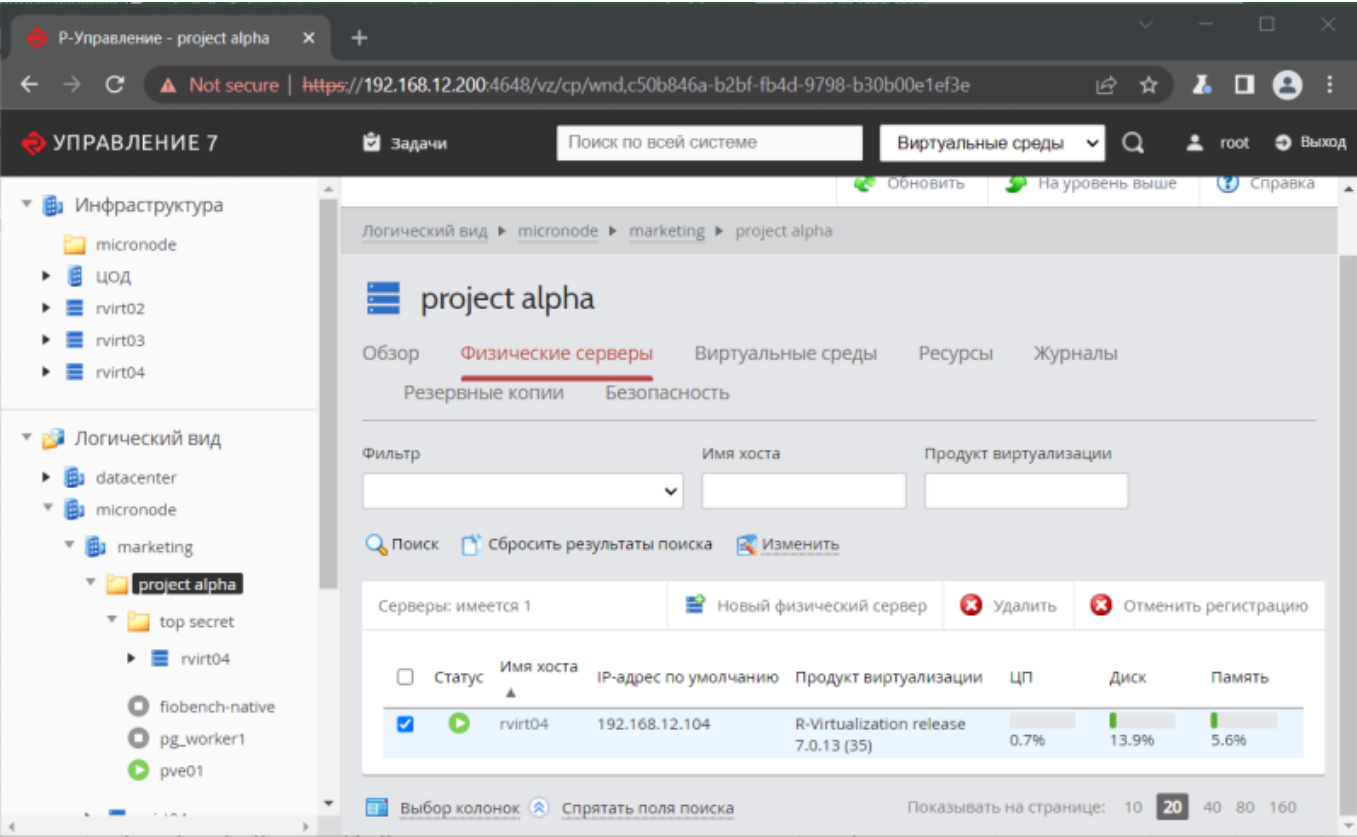 Р-Управление - project alpha
Not secure | https://192.168.12.200:4648/vz/cp/wnd,c50b846a-b2bf-fb4d-9798-b30b00e1ef3e
УПРАВЛЕНИЕ 7 Задачи Поиск по всей системе Виртуальные среды root Выход
Обновить На уровень выше Справка
Логический вид micronode marketing project alpha
Инфраструктура
micronode
ЦОД
rvirt02
rvirt03
rvirt04
Логический вид
datacenter
micronode
marketing
project alpha
top secret
rvirt04
fiobench-native
pg_worker1
pve01
project alpha
Обзор Физические серверы Виртуальные среды Ресурсы Журналы
Резервные копии Безопасность
Фильтр Имя хоста Продукт виртуализации
Поиск Сбросить результаты поиска Изменить
Серверы: имеется 1 Новый физический сервер Удалить Отменить регистрацию
Статус Имя хоста IP-адрес по умолчанию Продукт виртуализации ЦП Диск Память
rvirt04 192.168.12.104 R-Virtualization release
7.0.13 (35) 0.7% 13.9% 5.6%
Выбор колонок Спрятать поля поиска Показывать на странице: 10 20 40 80 160